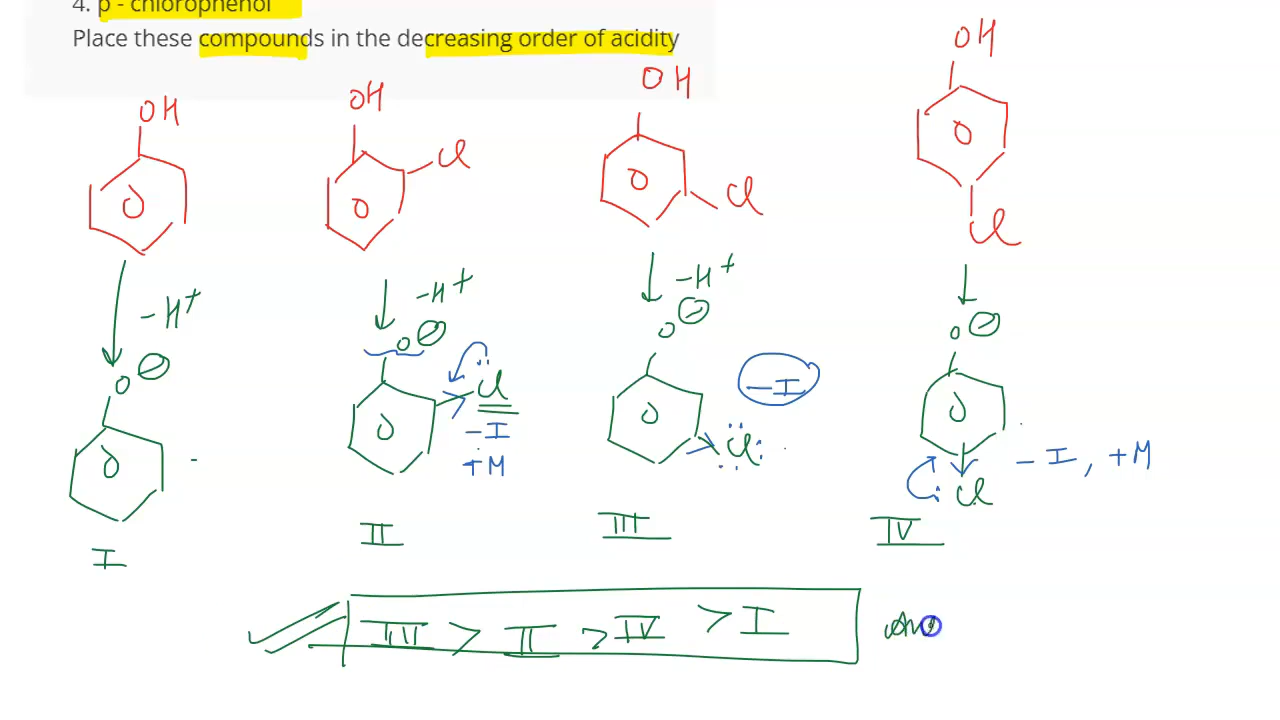 4. p - chlorophenol
Place these compounds in the decreasing order of acidity
OH
OH
OH
OH
Cl
Cl
Cl
-H+
-H+
-H+
O⊖
O⊖
O⊖
O⊖
Cl
-I
+M
-I
Cl
Cl
-I, +M
I
II
III
IV
III > II > IV > I